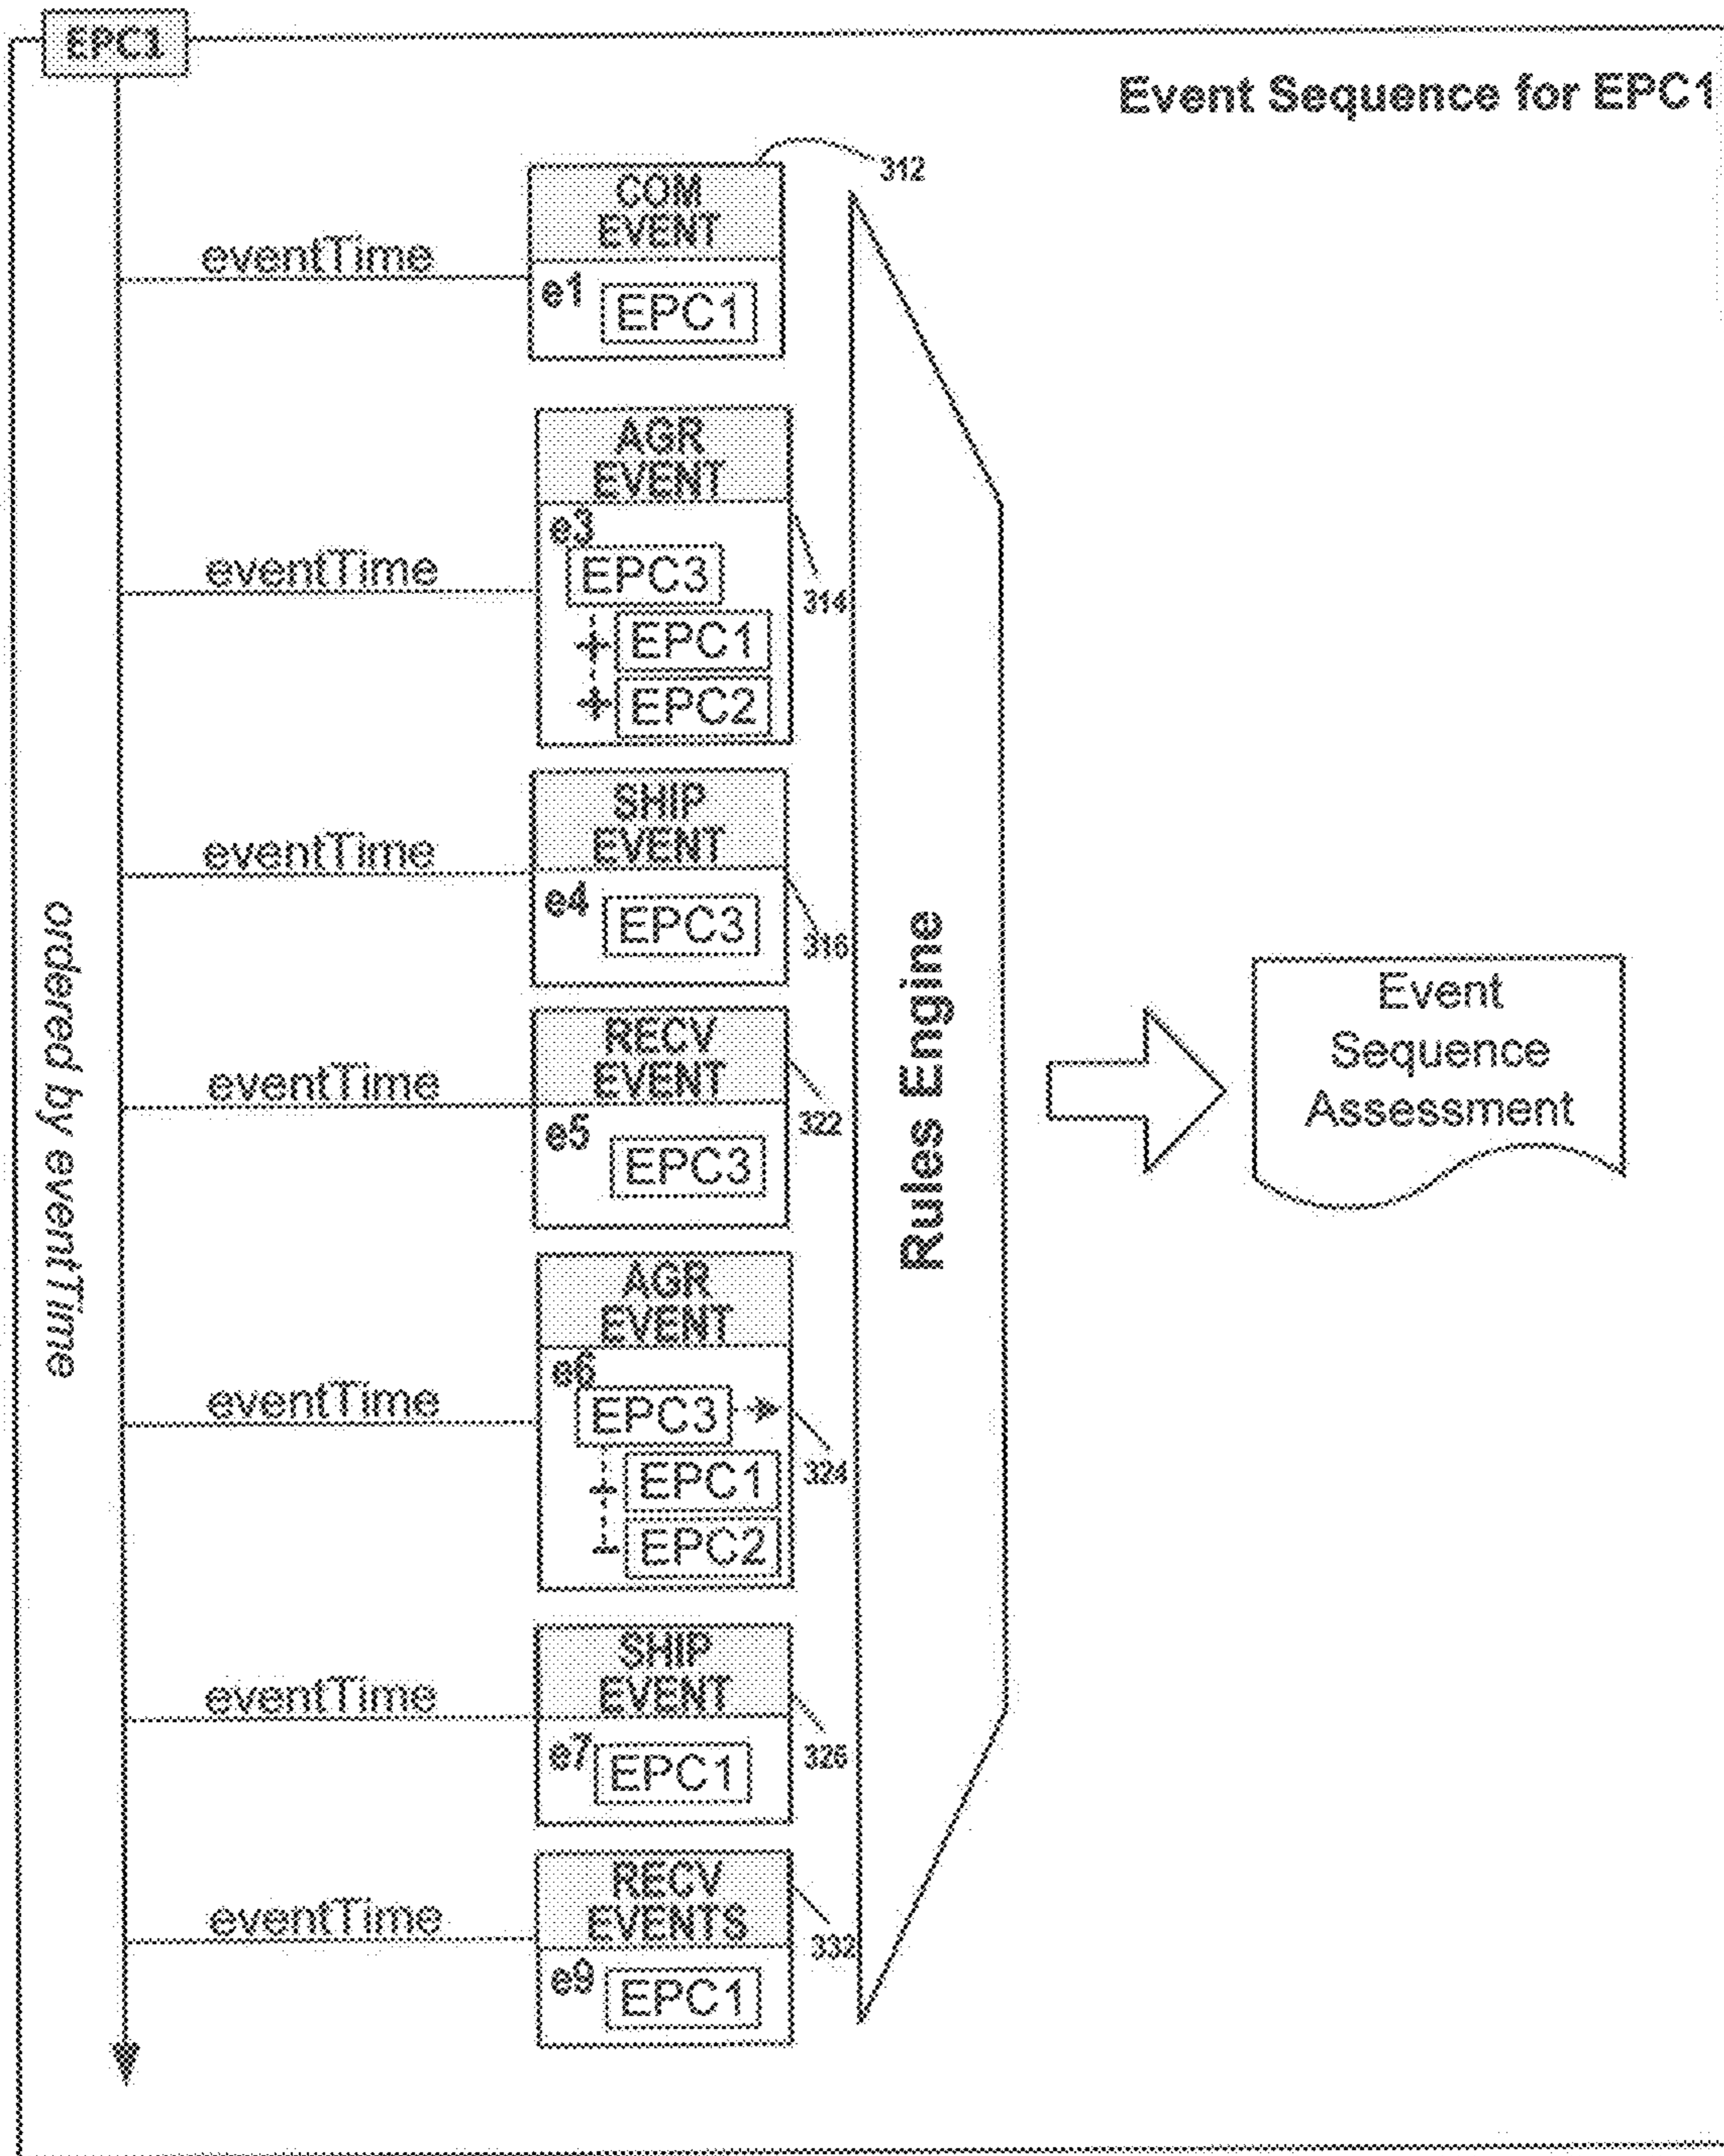 EPC1
Event Sequence for EPC1
312
COM
EVENT
eventTime
e1
EPC1
AGR
EVENT
e3
eventTime
EPC3
314
EPC1
EPC2
SHIP
EVENT
eventTime
e4
EPC3
316
ordered by eventTime
Rules Engine
Event
Sequence
Assessment
RECV
EVENT
eventTime
322
e5
EPC3
AGR
EVENT
e6
eventTime
EPC3
324
EPC1
EPC2
SHIP
EVENT
eventTime
e7
326
EPC1
RECV
EVENTS
eventTime
332
e9
EPC1